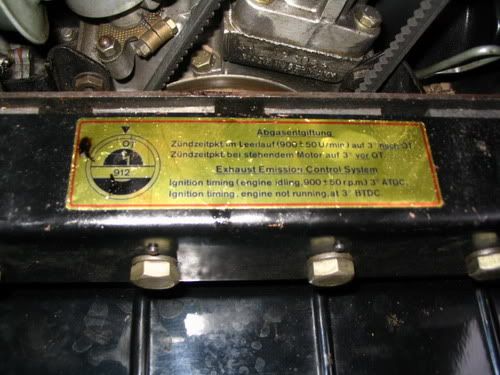 OT
912
Abgasentgiftung
Zündzeitpkt im Leerlauf (900±50 U/min) auf 3° nach OT
Zündzeitpkt bei stehendem Motor auf 3° vor OT.
Exhaust Emission Control System
Ignition timing (engine idling, 900±50 r.p.m.) 3° ATDC.
Ignition timing, engine not running, at 3° BTDC.